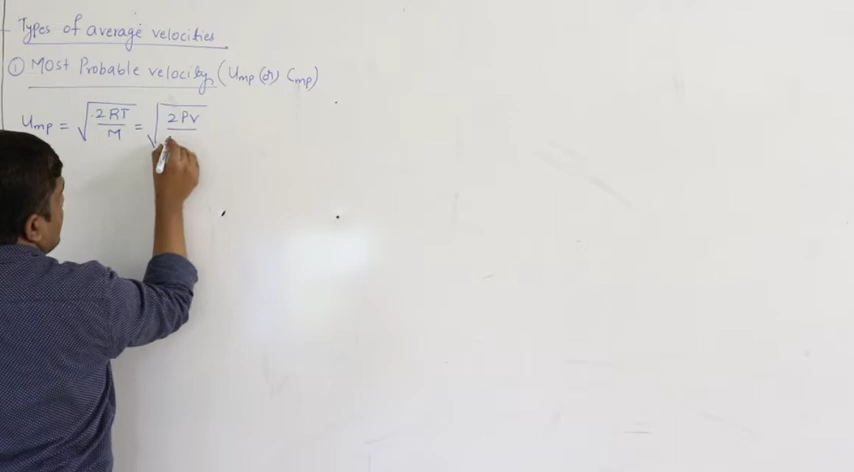 Types of average velocities
① Most Probable velocity (Ump (or) Cmp)
Ump = √2RT/M = √2PV